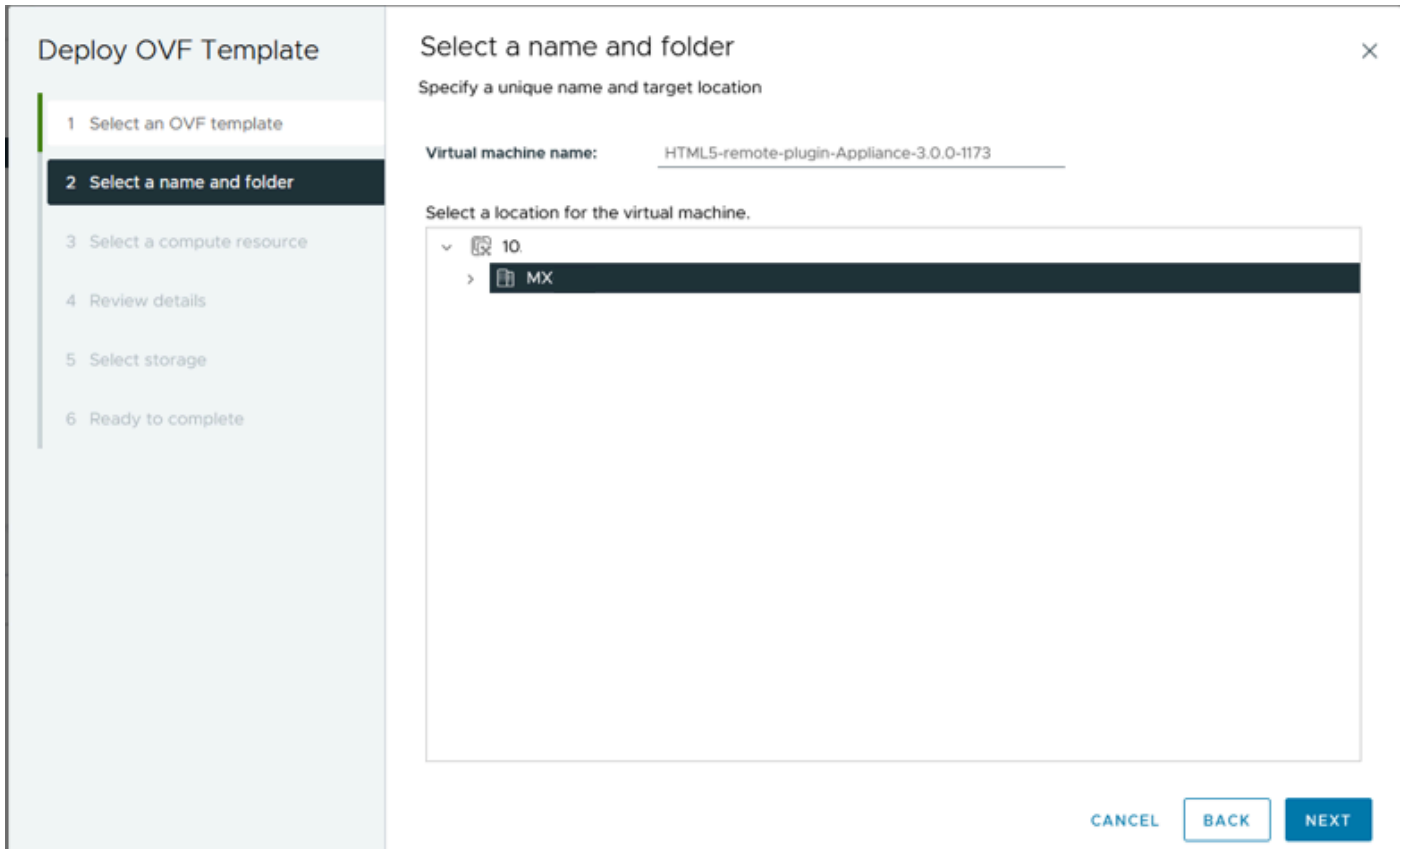 Deploy OVF Template
1 Select an OVF template
2 Select a name and folder
3 Select a compute resource
4 Review details
5 Select storage
6 Ready to complete
Select a name and folder
Specify a unique name and target location
Virtual machine name: HTML5-remote-plugin-Appliance-3.0.0-1173
Select a location for the virtual machine.
10.
MX
CANCEL BACK NEXT